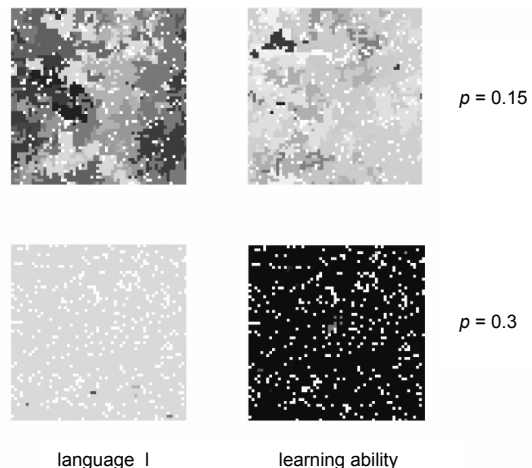 p = 0.15
p = 0.3
language l
learning ability